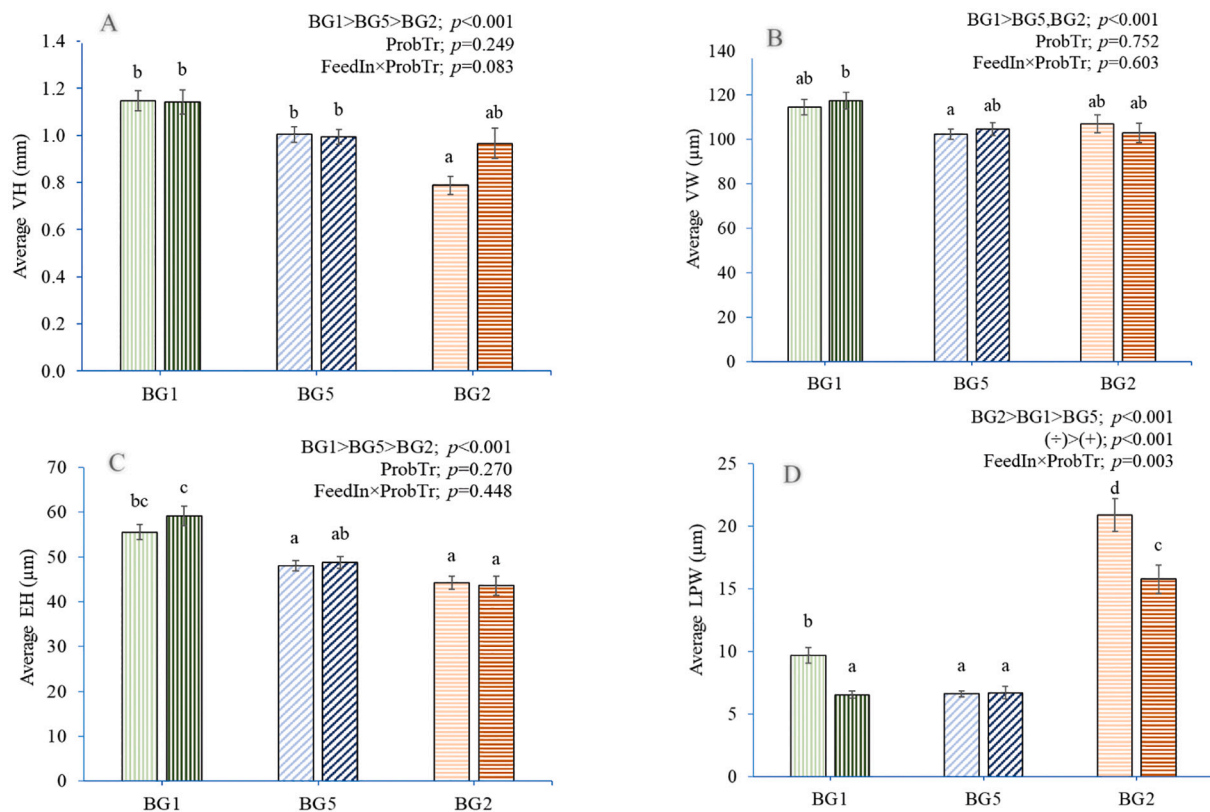 A
BG1>BG5>BG2; p<0.001
ProbTr; p=0.249
FeedIn×ProbTr; p=0.083
Average VH (mm)
1.4
1.2
1.0
0.8
0.6
0.4
0.2
0.0
b b
b b
a ab
BG1 BG5 BG2
B
BG1>BG5,BG2; p<0.001
ProbTr; p=0.752
FeedIn×ProbTr; p=0.603
Average VW (µm)
140
120
100
80
60
40
20
0
ab b
a ab
ab ab
BG1 BG5 BG2
C
BG1>BG5>BG2; p<0.001
ProbTr; p=0.270
FeedIn×ProbTr; p=0.448
Average EH (µm)
70
60
50
40
30
20
10
0
bc c
a ab
a a
BG1 BG5 BG2
D
BG2>BG1>BG5; p<0.001
(÷)>(+); p<0.001
FeedIn×ProbTr; p=0.003
Average LPW (µm)
25
20
15
10
5
0
b a
a a
d c
BG1 BG5 BG2